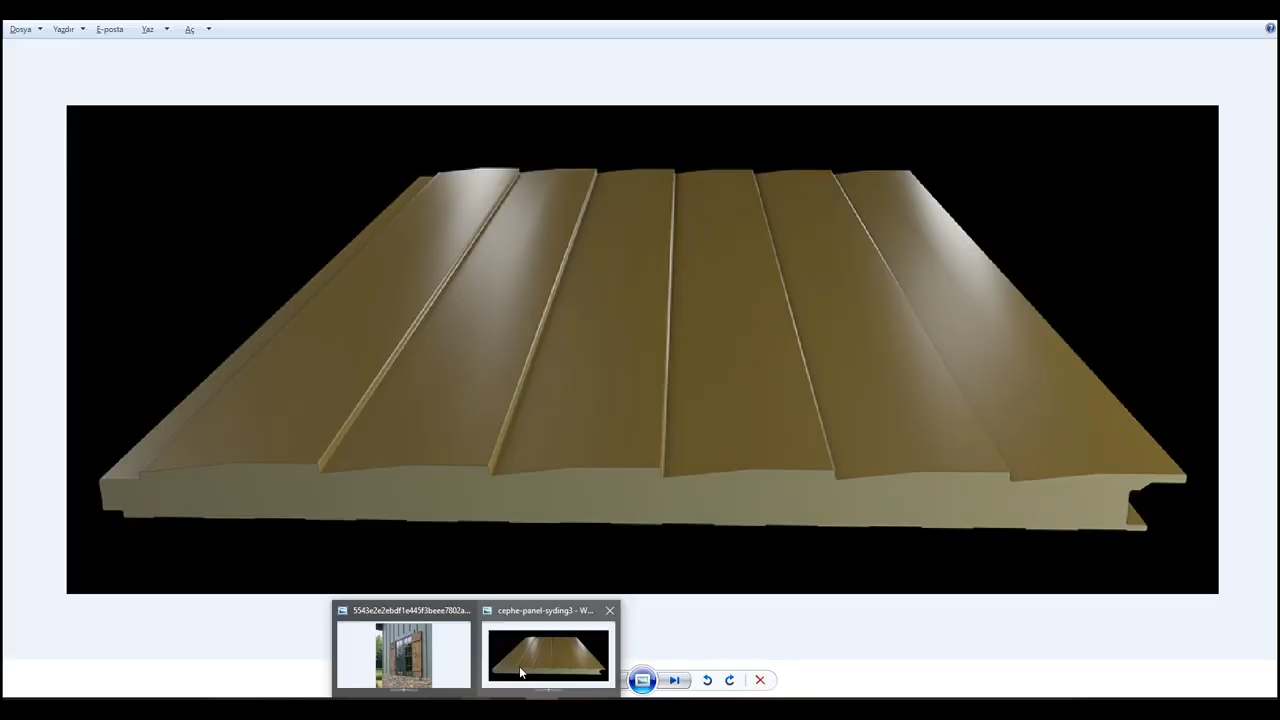 Dosya Yazdır E-posta Yaz Aç
5543e2e2ebdf1e445f3beee7802a... cephe-panel-syding3 - W...